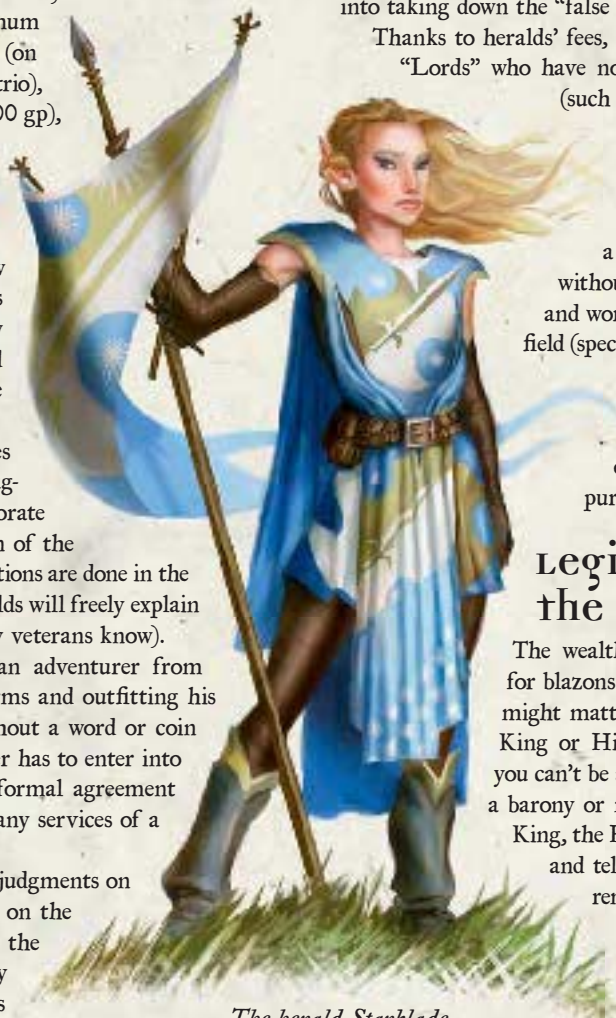 num
(on
trio),
00 gp),
y
s
y
l
e
es
ng-
orate
n of the
tions are done in the
lds will freely explain
y veterans know).
an adventurer from
rms and outfitting his
hout a word or coin
er has to enter into
formal agreement
any services of a
judgments on
on the
the
y
s
into taking down the “false
Thanks to heralds’ fees,
“Lords” who have no
(such
a
withou
and wor
field (spec
pur
Legi
the
The wealth
for blazons
might matt
King or Hi
you can’t be
a barony or
King, the
and tel
ren
The herald Starblade